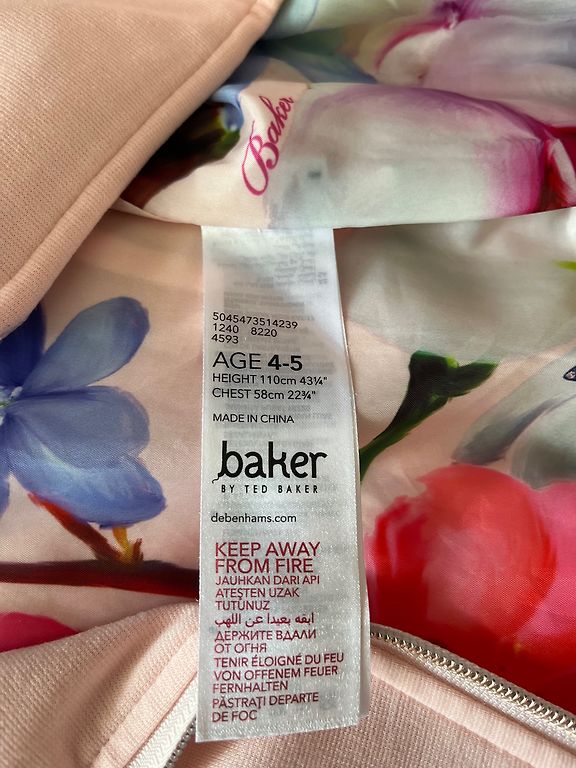 Baker
5045473514239
1240 8220
4593
AGE 4-5
HEIGHT 110cm 43¼"
CHEST 58cm 22¾"
MADE IN CHINA
baker
BY TED BAKER
debenhams.com
KEEP AWAY
FROM FIRE
JAUHKAN DARI API
ATEŞTEN UZAK
TUTUNUZ
ابقه بعيداً عن اللهب
ДЕРЖИТЕ ВДАЛИ
ОТ ОГНЯ
TENIR ÉLOIGNÉ DU FEU
VON OFFENEM FEUER
FERNHALTEN
PĂSTRAŢI DEPARTE
DE FOC